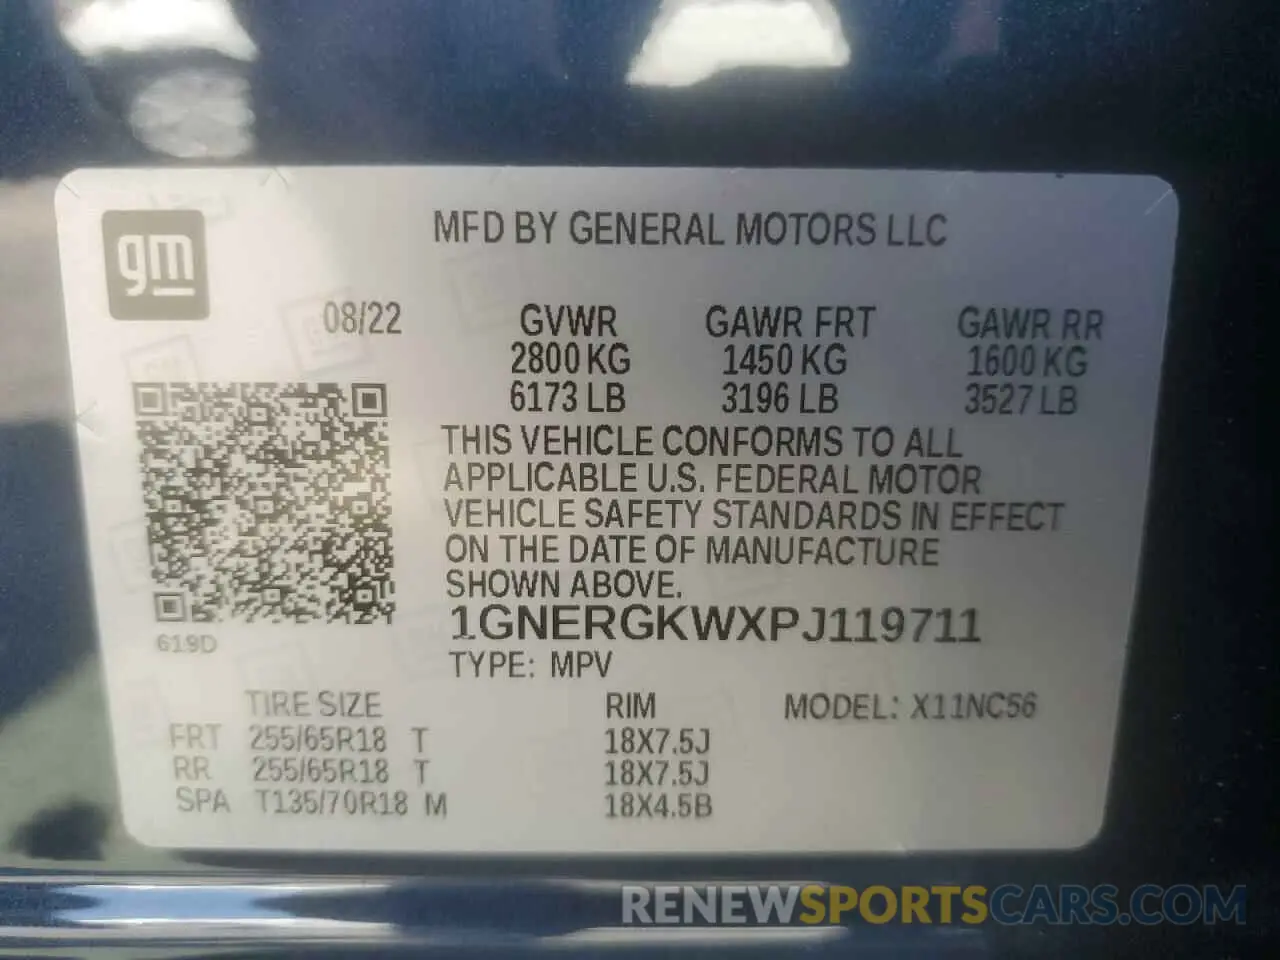 MFD BY GENERAL MOTORS LLC
gm
08/22 GVWR GAWR FRT GAWR RR
2800 KG 1450 KG 1600 KG
6173 LB 3196 LB 3527 LB
THIS VEHICLE CONFORMS TO ALL
APPLICABLE U.S. FEDERAL MOTOR
VEHICLE SAFETY STANDARDS IN EFFECT
ON THE DATE OF MANUFACTURE
SHOWN ABOVE.
1GNERGKWXPJ119711
619D
TYPE: MPV
TIRE SIZE RIM MODEL: X11NC56
FRT 255/65R18 T 18X7.5J
RR 255/65R18 T 18X7.5J
SPA T135/70R18 M 18X4.5B
RENEWSPORTSCARS.COM